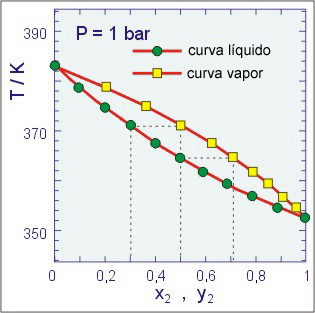 P = 1 bar
curva líquido
curva vapor
T / K
390
370
350
0 0,2 0,4 0,6 0,8 1
x2 , y2